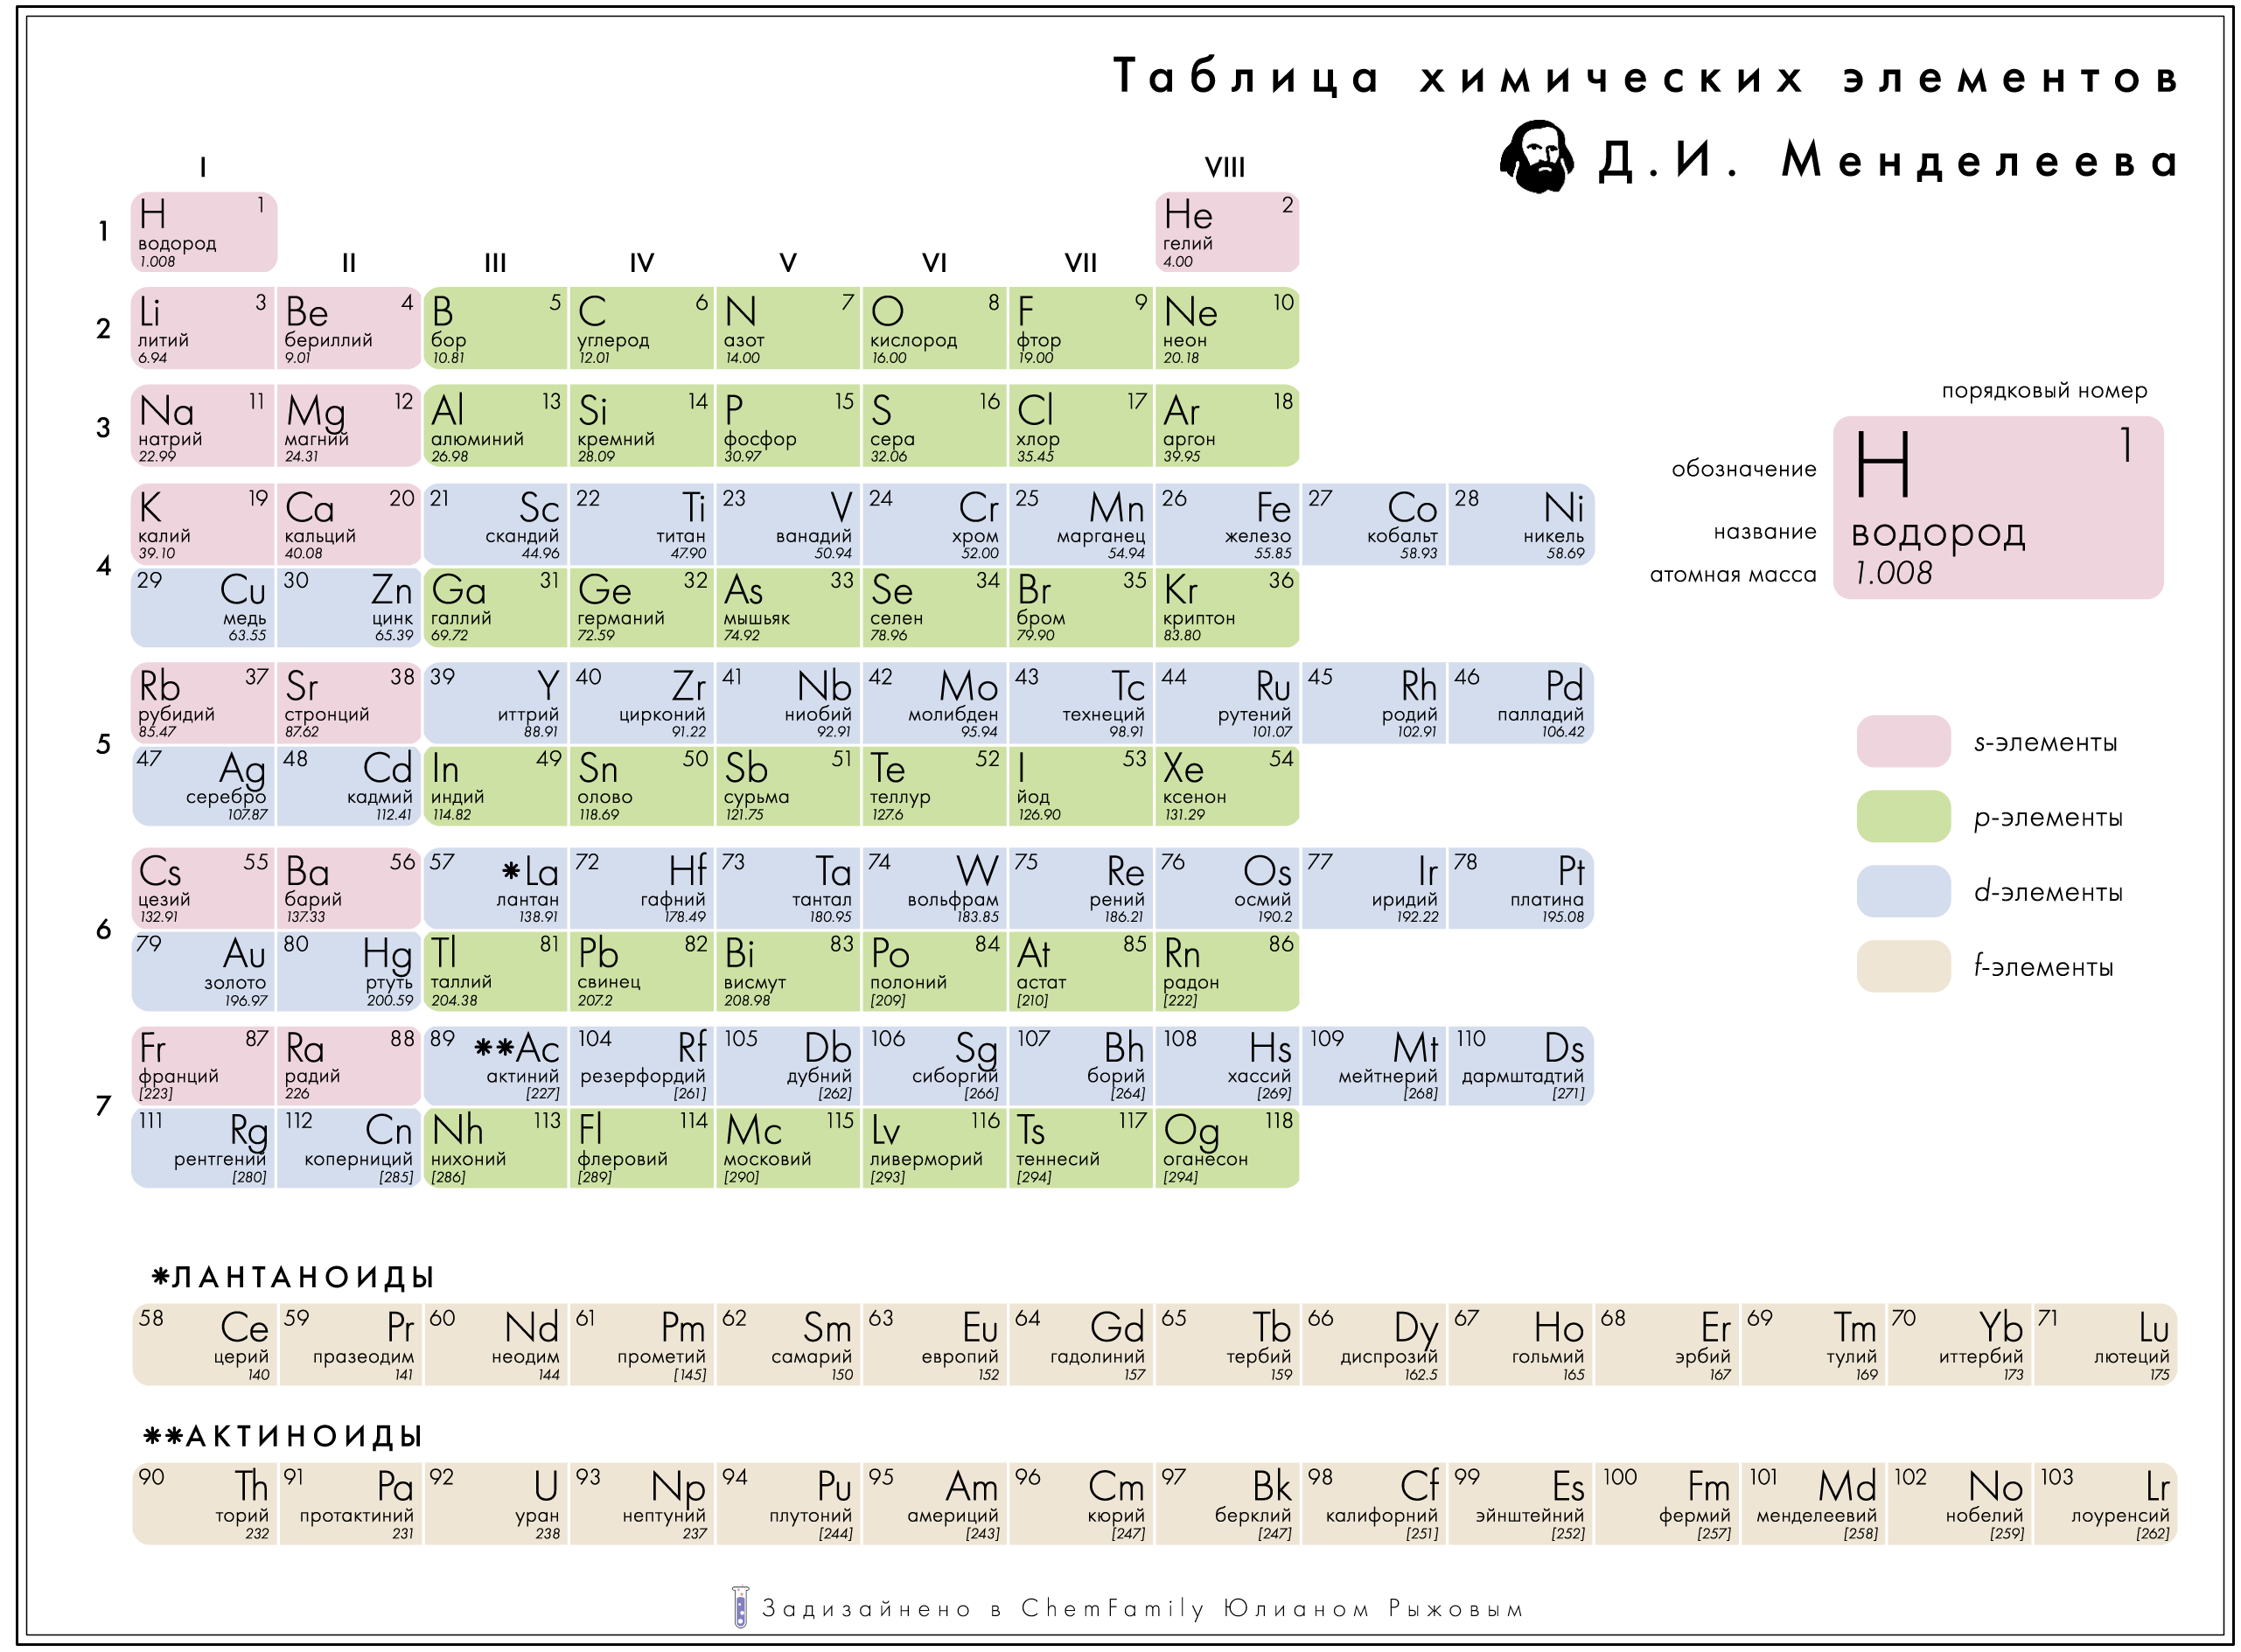 Таблица химических элементов
Д.И. Менделеева
I VIII
1 H 1 He 2
водород гелий
1.008 4.00
II III IV V VI VII
2 Li 3 Be 4 B 5 C 6 N 7 O 8 F 9 Ne 10
литий бериллий бор углерод азот кислород фтор неон
6.94 9.01 10.81 12.01 14.00 16.00 19.00 20.18
3 Na 11 Mg 12 Al 13 Si 14 P 15 S 16 Cl 17 Ar 18
натрий магний алюминий кремний фосфор сера хлор аргон
22.99 24.31 26.98 28.09 30.97 32.06 35.45 39.95
порядковый номер
обозначение H 1
название водород
атомная масса 1.008
4
K 19 Ca 20 21 Sc 22 Ti 23 V 24 Cr 25 Mn 26 Fe 27 Co 28 Ni
калий кальций скандий титан ванадий хром марганец железо кобальт никель
39.10 40.08 44.96 47.90 50.94 52.00 54.94 55.85 58.93 58.69
29 Cu 30 Zn Ga 31 Ge 32 As 33 Se 34 Br 35 Kr 36
медь цинк галлий германий мышьяк селен бром криптон
63.55 65.39 69.72 72.59 74.92 78.96 79.90 83.80
5
Rb 37 Sr 38 39 Y 40 Zr 41 Nb 42 Mo 43 Tc 44 Ru 45 Rh 46 Pd
рубидий стронций иттрий цирконий ниобий молибден технеций рутений родий палладий
85.47 87.62 88.91 91.22 92.91 95.94 98.91 101.07 102.91 106.42
47 Ag 48 Cd In 49 Sn 50 Sb 51 Te 52 I 53 Xe 54
серебро кадмий индий олово сурьма теллур йод ксенон
107.87 112.41 114.82 118.69 121.75 127.6 126.90 131.29
s-элементы
p-элементы
d-элементы
f-элементы
6
Cs 55 Ba 56 57 *La 72 Hf 73 Ta 74 W 75 Re 76 Os 77 Ir 78 Pt
цезий барий лантан гафний тантал вольфрам рений осмий иридий платина
132.91 137.33 138.91 178.49 180.95 183.85 186.21 190.2 192.22 195.08
79 Au 80 Hg Tl 81 Pb 82 Bi 83 Po 84 At 85 Rn 86
золото ртуть таллий свинец висмут полоний астат радон
196.97 200.59 204.38 207.2 208.98 [209] [210] [222]
7
Fr 87 Ra 88 89 **Ac 104 Rf 105 Db 106 Sg 107 Bh 108 Hs 109 Mt 110 Ds
франций радий актиний резерфордий дубний сиборгий борий хассий мейтнерий дармштадтий
[223] 226 [227] [261] [262] [266] [264] [269] [268] [271]
111 Rg 112 Cn Nh 113 Fl 114 Mc 115 Lv 116 Ts 117 Og 118
рентгений коперниций нихоний флеровий московий ливерморий теннесий оганесон
[280] [285] [286] [289] [290] [293] [294] [294]
*ЛАНТАНОИДЫ
58 Ce 59 Pr 60 Nd 61 Pm 62 Sm 63 Eu 64 Gd 65 Tb 66 Dy 67 Ho 68 Er 69 Tm 70 Yb 71 Lu
церий празеодим неодим прометий самарий европий гадолиний тербий диспрозий гольмий эрбий тулий иттербий лютеций
140 141 144 [145] 150 152 157 159 162.5 165 167 169 173 175
**АКТИНОИДЫ
90 Th 91 Pa 92 U 93 Np 94 Pu 95 Am 96 Cm 97 Bk 98 Cf 99 Es 100 Fm 101 Md 102 No 103 Lr
торий протактиний уран нептуний плутоний америций кюрий берклий калифорний эйнштейний фермий менделеевий нобелий лоуренсий
232 231 238 237 [244] [243] [247] [247] [251] [252] [257] [258] [259] [262]
Задизайнено в ChemFamily Юлианом Рыжовым